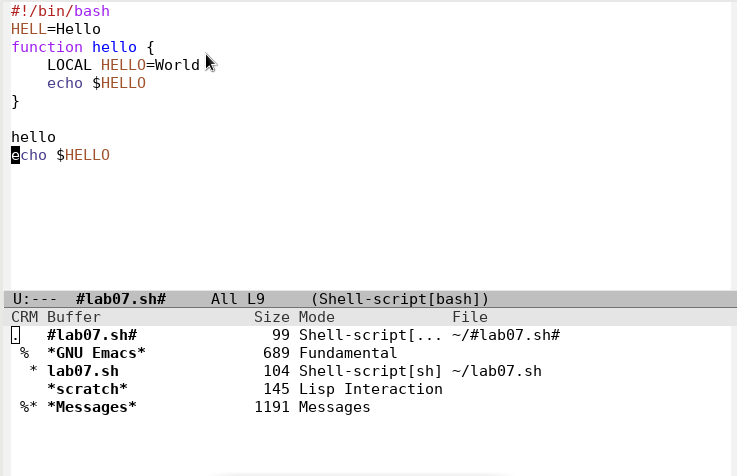 #!/bin/bash
HELL=Hello
function hello {
    LOCAL HELLO=World
    echo $HELLO
}
hello
echo $HELLO
U:---  #lab07.sh#     All L9     (Shell-script[bash])
CRM Buffer            Size Mode             File
.   #lab07.sh#               99 Shell-script[... ~/#lab07.sh#
 %  *GNU Emacs*             689 Fundamental
  * lab07.sh                104 Shell-script[sh] ~/lab07.sh
    *scratch*               145 Lisp Interaction
 %* *Messages*             1191 Messages